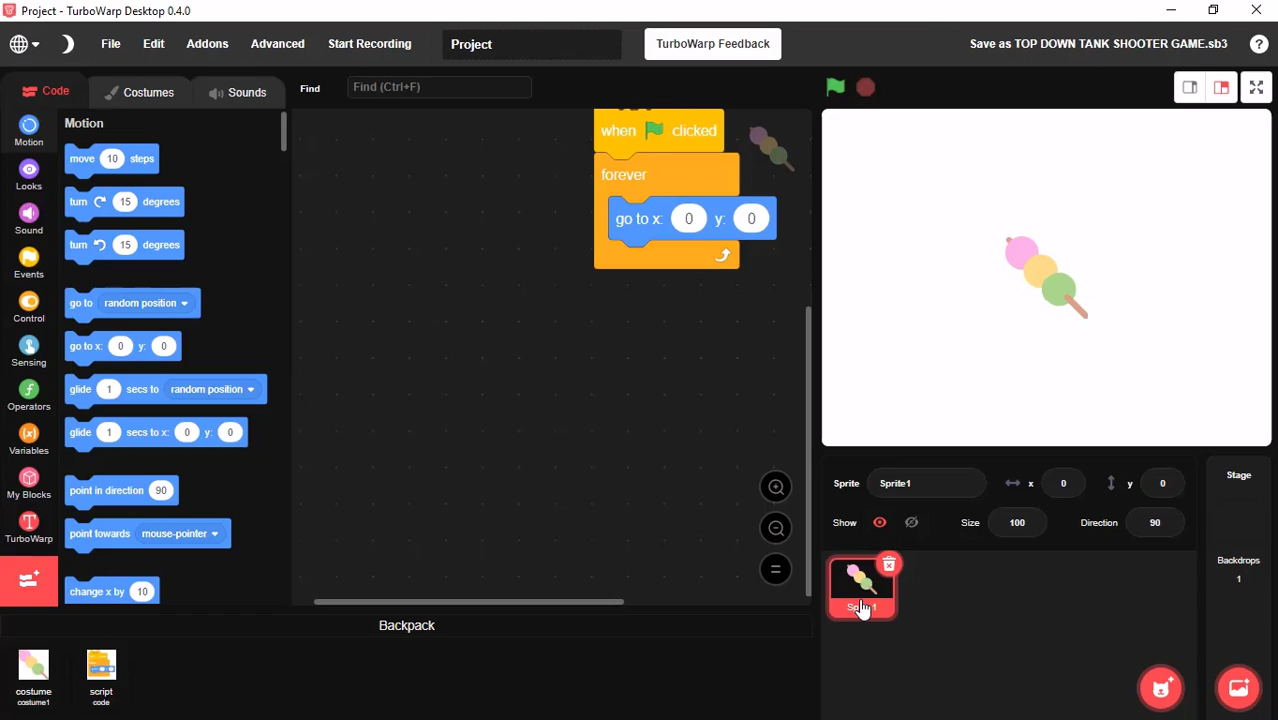 Project - TurboWarp Desktop 0.4.0
File Edit Addons Advanced Start Recording Project TurboWarp Feedback Save as TOP DOWN TANK SHOOTER GAME.sb3 ?
Code Costumes Sounds Find Find (Ctrl+F)
Motion
Looks
Sound
Events
Control
Sensing
Operators
Variables
My Blocks
TurboWarp
Motion
move 10 steps
turn 15 degrees
turn 15 degrees
go to random position
go to x: 0 y: 0
glide 1 secs to random position
glide 1 secs to x: 0 y: 0
point in direction 90
point towards mouse-pointer
change x by 10
when clicked
forever
go to x: 0 y: 0
Sprite Sprite1 x 0 y 0
Show Size 100 Direction 90
Stage
Backdrops
1
Backpack
costume
costume1
script
code